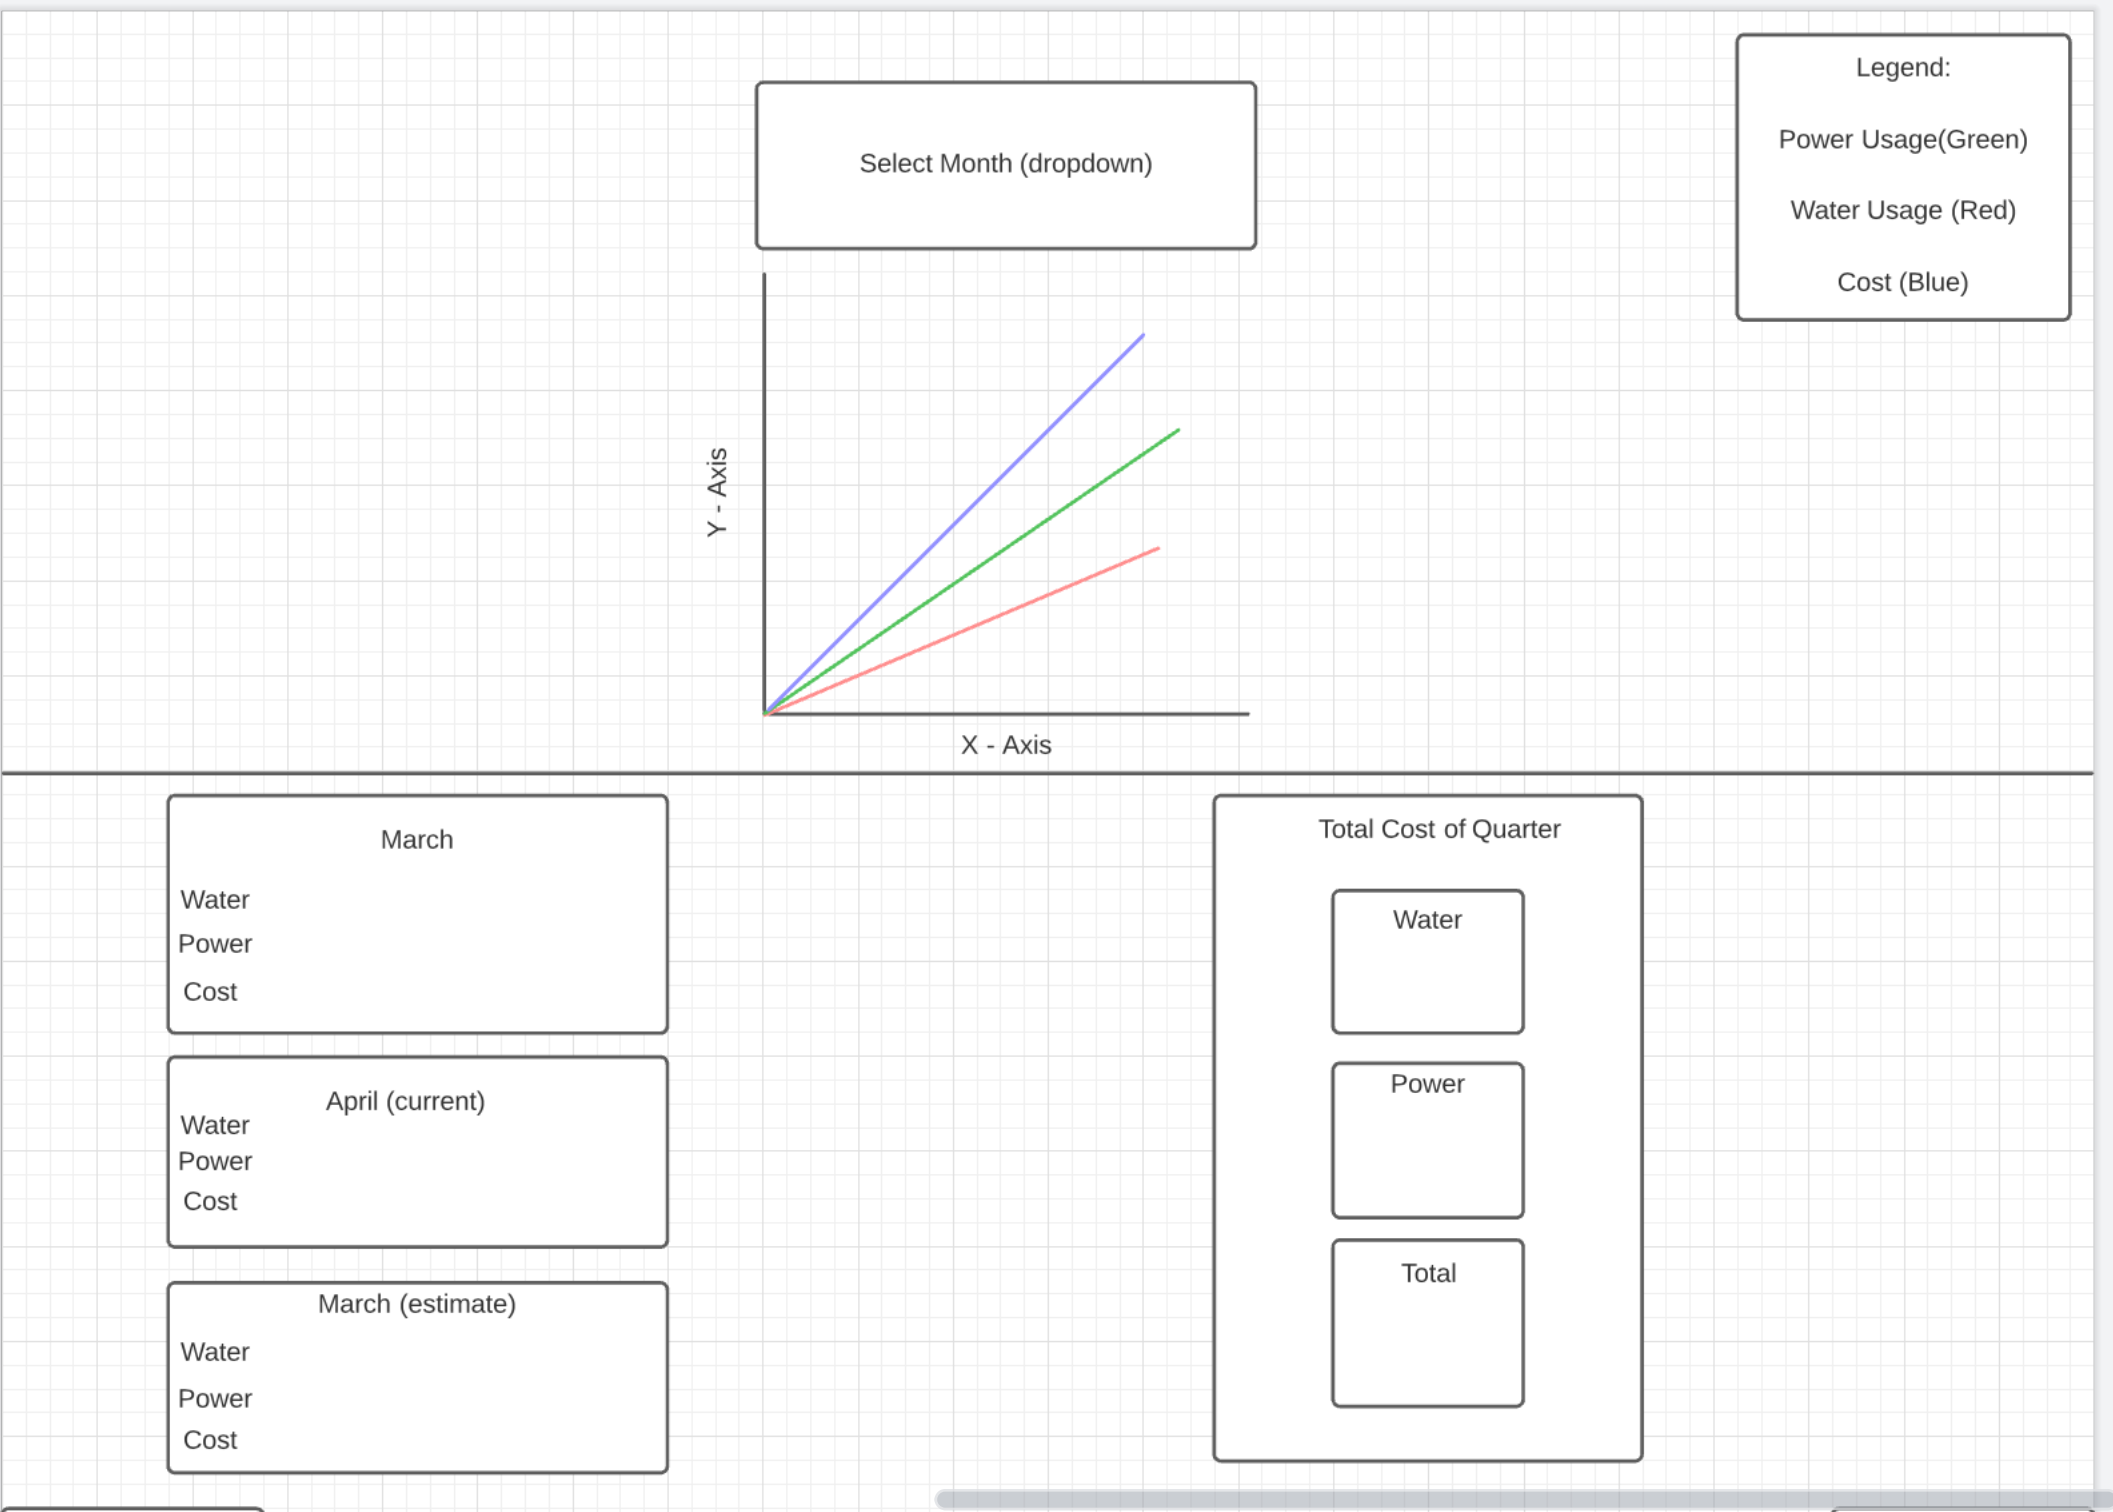 Legend:
Power Usage(Green)
Water Usage (Red)
Cost (Blue)
Select Month (dropdown)
Y - Axis
X - Axis
March
Water
Power
Cost
April (current)
Water
Power
Cost
March (estimate)
Water
Power
Cost
Total Cost of Quarter
Water
Power
Total